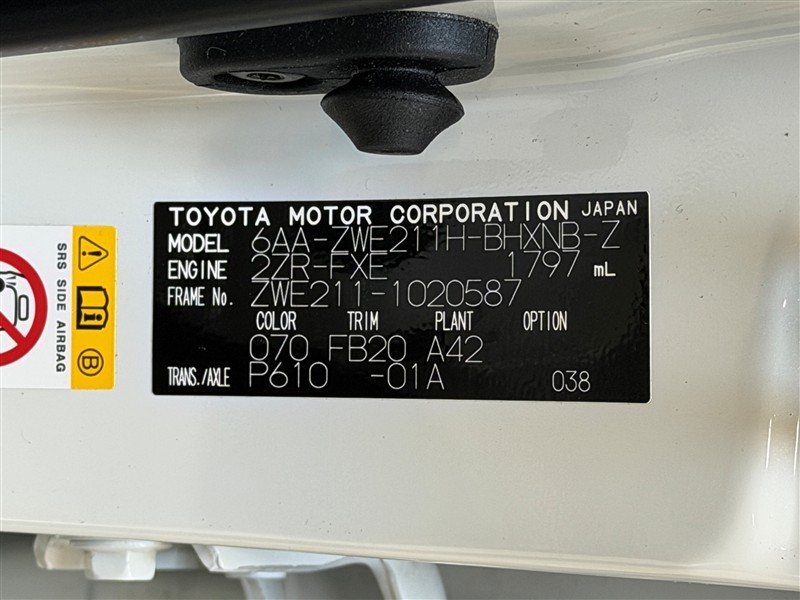 TOYOTA MOTOR CORPORATION JAPAN
MODEL 6AA-ZWE211H-BHXNB-Z
ENGINE 2ZR-FXE 1797 mL
FRAME No. ZWE211-1020587
COLOR TRIM PLANT OPTION
070 FB20 A42
TRANS./AXLE P610 -01A 038
SRS SIDE AIRBAG
B